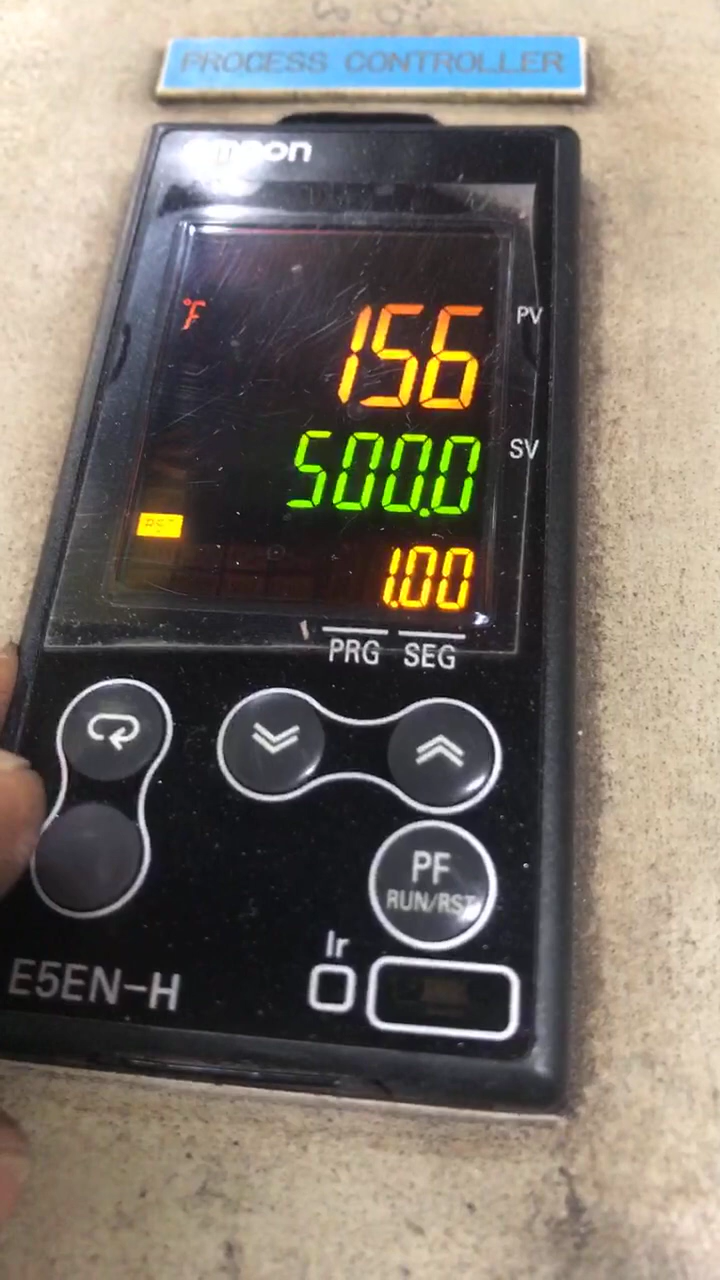 PROCESS CONTROLLER
omron
°F
156 PV
500.0 SV
RST
1.00
PRG SEG
PF
RUN/RST
Ir
E5EN-H